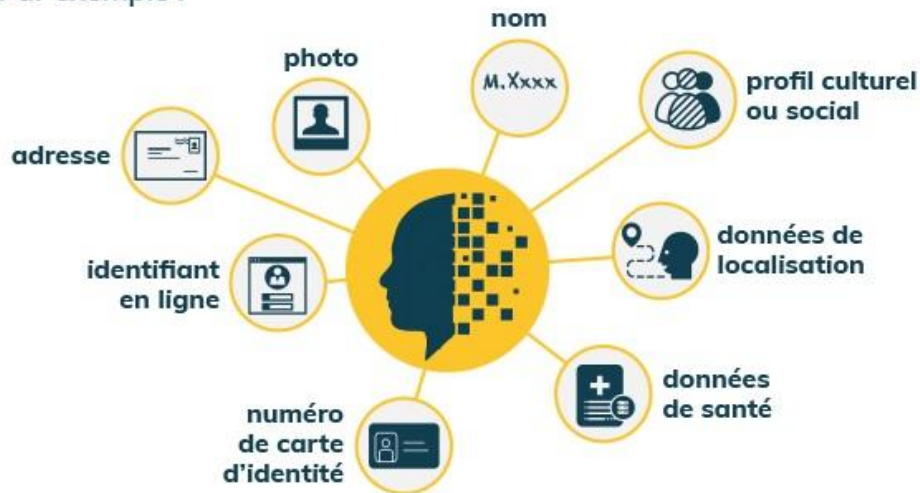 nom
M.Xxxx
photo
profil culturel
ou social
adresse
données de
localisation
identifiant
en ligne
données
de santé
numéro
de carte
d'identité